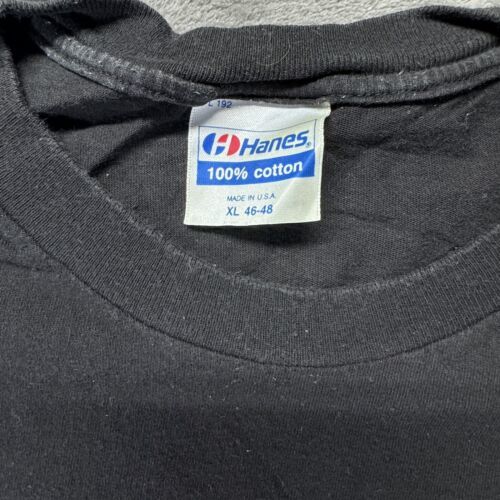 L 192
Hanes®
100% cotton
MADE IN U.S.A.
XL 46-48